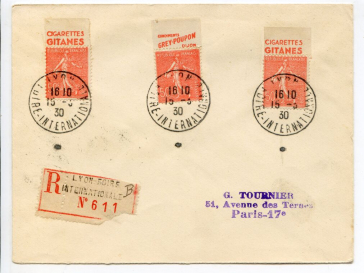 CIGARETTES
GITANES
GREY-POUPON
DIJON
CIGARETTES
GITANES
LYON
16 10
15 - 3
30
FOIRE-INTERNATIONALE
LYON
16 10
15 - 3
30
FOIRE-INTERNATIONALE
LYON
16 10
15 - 3
30
FOIRE-INTERNATIONALE
R
LYON-FOIRE
INTERNATIONALE B
N° 611
G. TOURNIER
51, Avenue des Ternes
Paris-17e